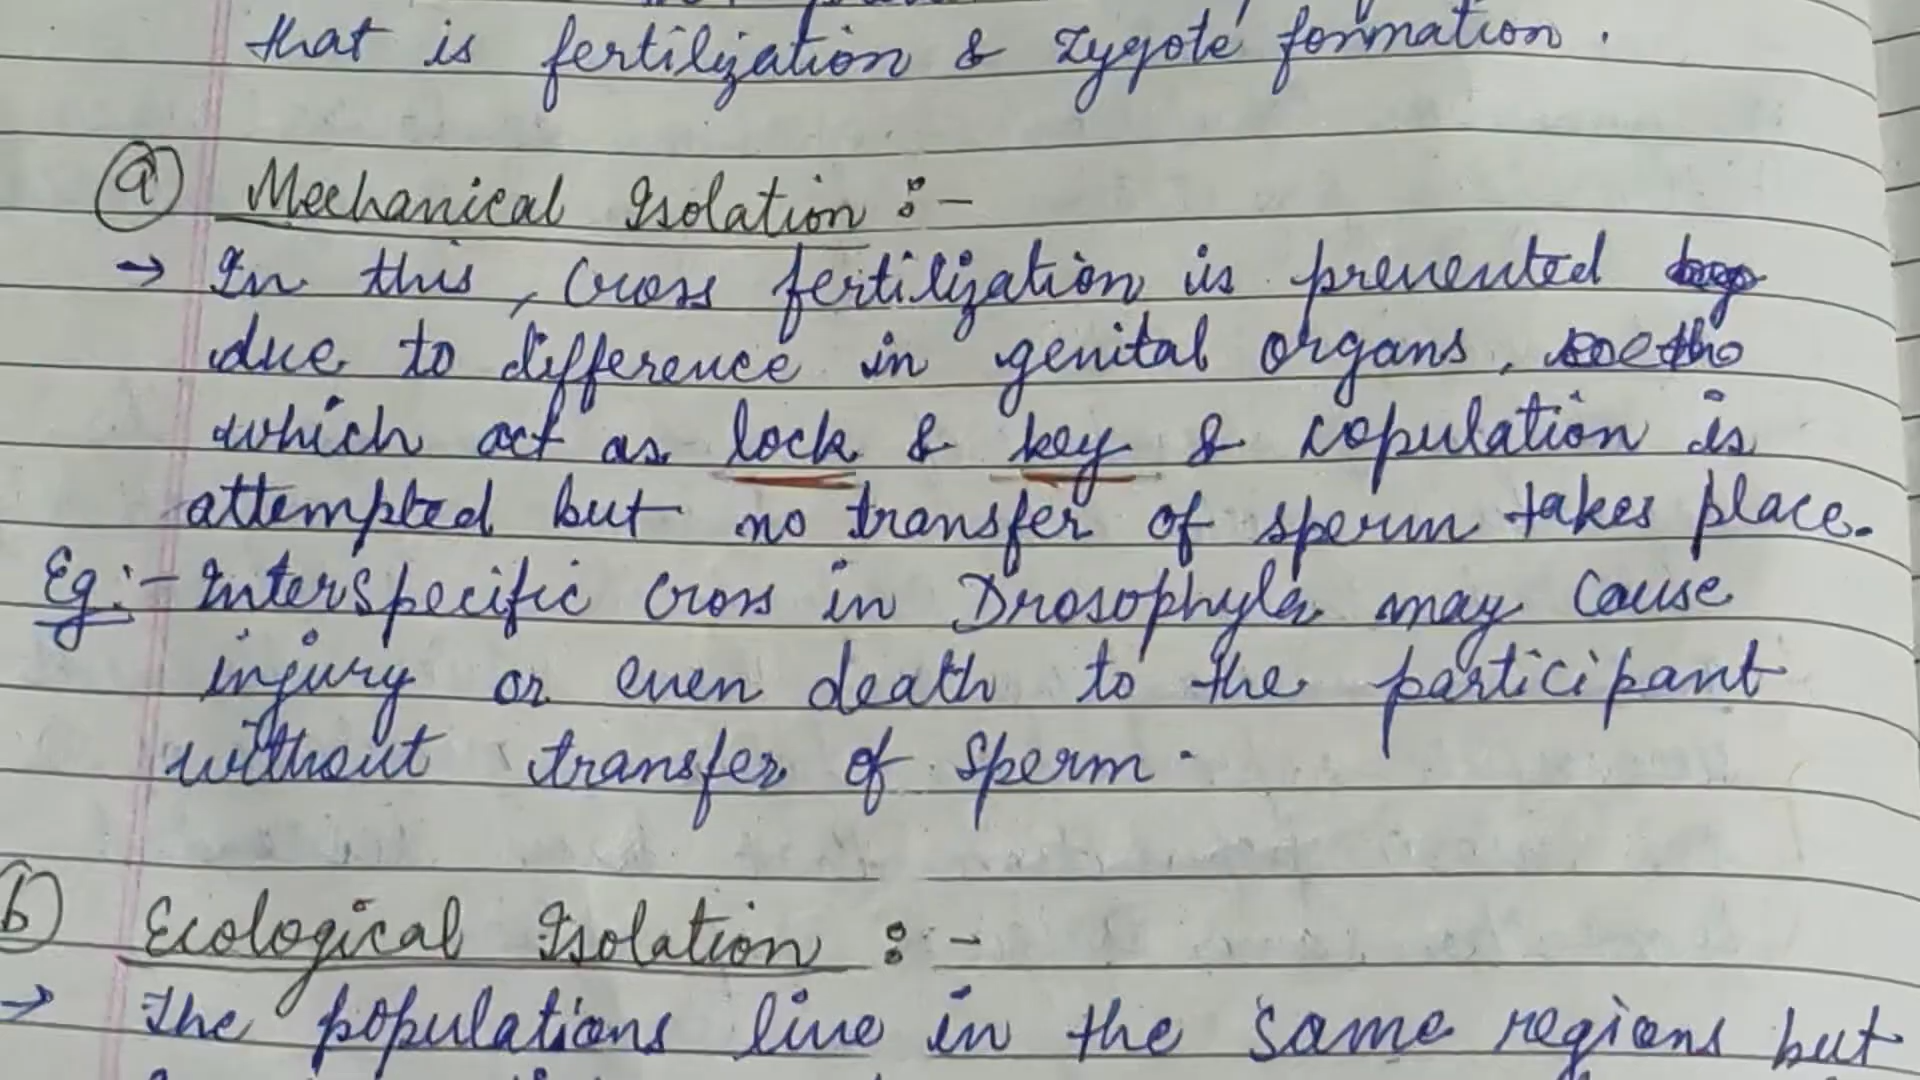 that is fertilization & zygote formation.
a Mechanical Isolation :-
→ In this, cross fertilization is prevented
due to difference in genital organs,
which act as lock & key & copulation is
attempted but no transfer of sperm takes place.
Eg:- Interspecific cross in Drosophyla may cause
injury or even death to the participant
without transfer of sperm.
b) Ecological Isolation :-
→ The populations live in the same regions but